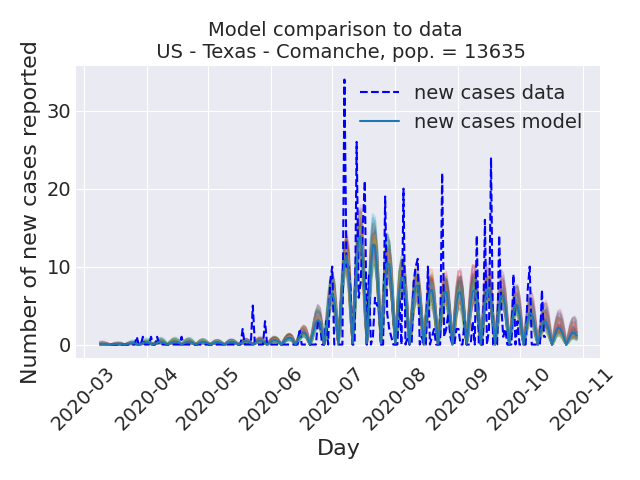 Model comparison to data
US - Texas - Comanche, pop. = 13635
Number of new cases reported
30
20
10
0
new cases data
new cases model
2020-03
2020-04
2020-05
2020-06
2020-07
2020-08
2020-09
2020-10
2020-11
Day